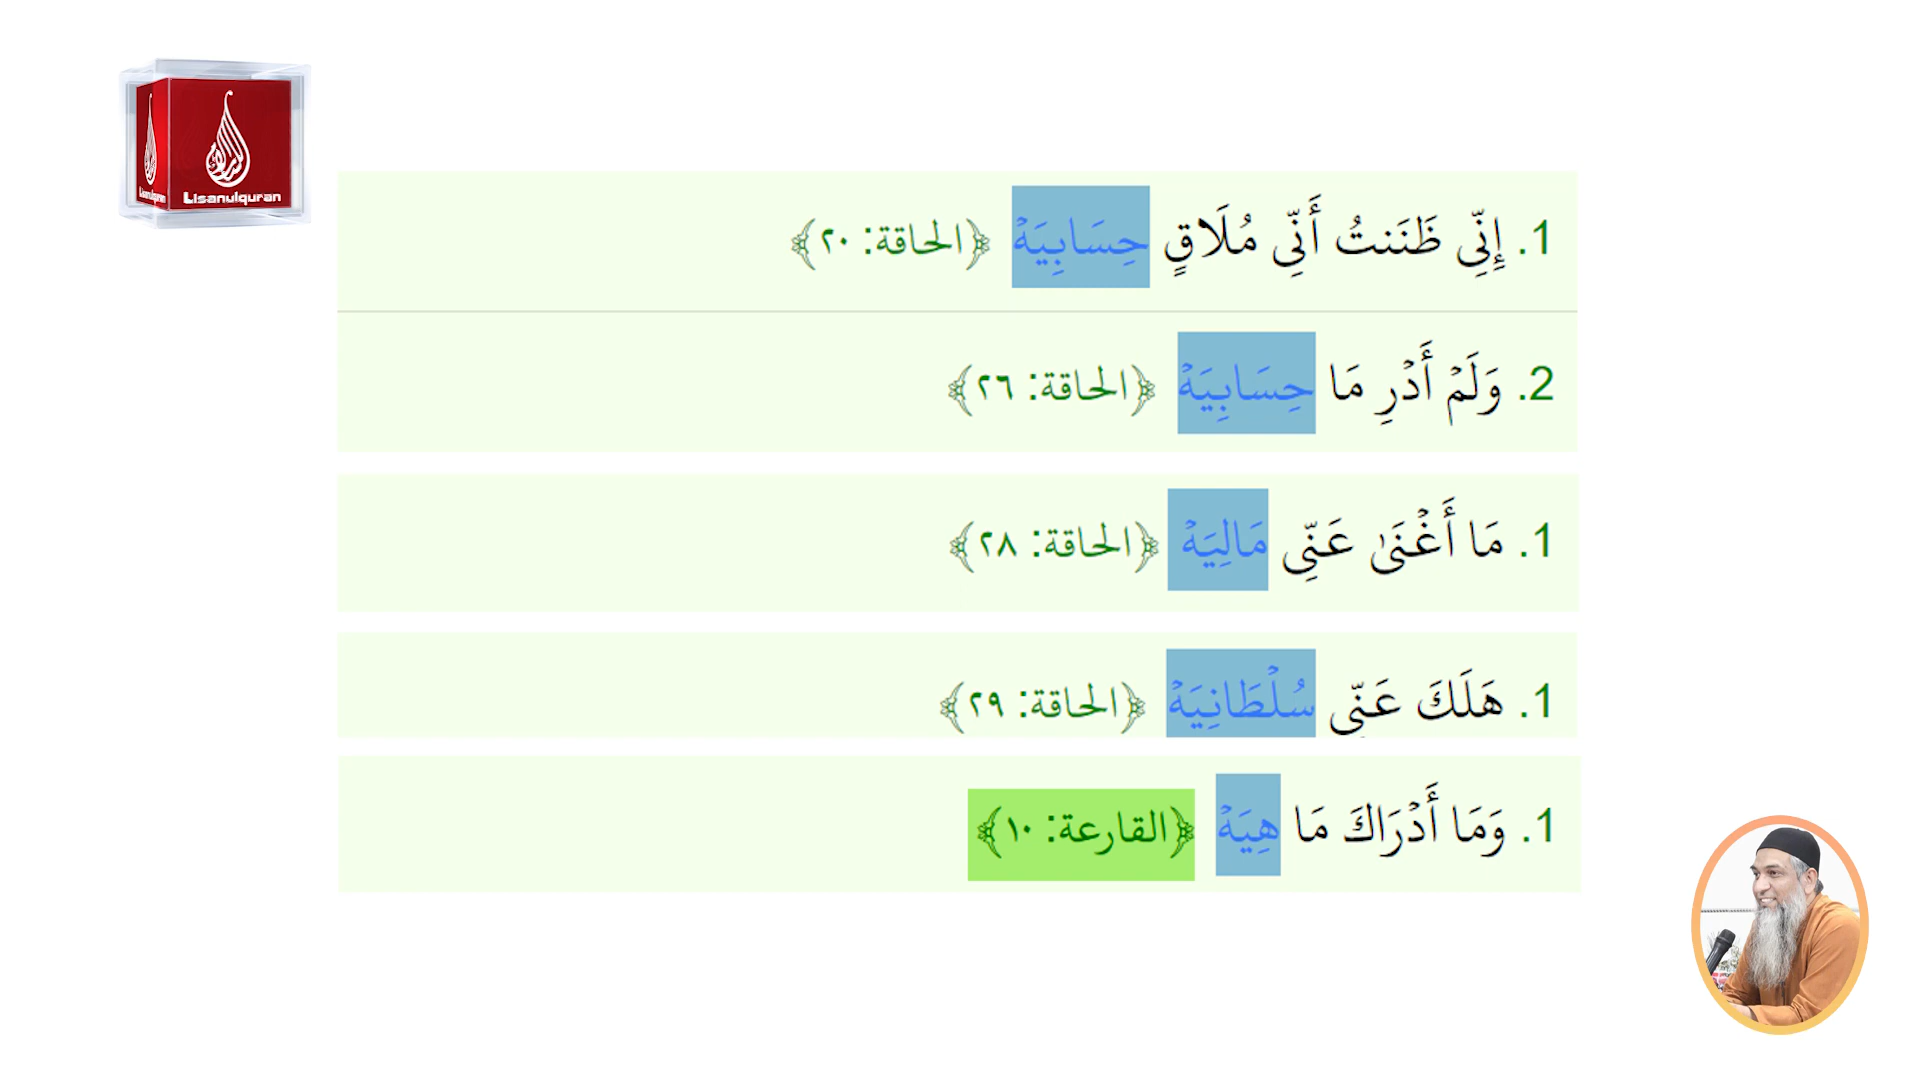 Lisanulquran
1. إِنِّى ظَنَنتُ أَنِّى مُلَاقٍ حِسَابِيَهْ ﴿الحاقة: ٢٠﴾
2. وَلَمْ أَدْرِ مَا حِسَابِيَهْ ﴿الحاقة: ٢٦﴾
1. مَا أَغْنَىٰ عَنِّى مَالِيَهْ ﴿الحاقة: ٢٨﴾
1. هَلَكَ عَنِّى سُلْطَانِيَهْ ﴿الحاقة: ٢٩﴾
1. وَمَا أَدْرَاكَ مَا هِيَهْ ﴿القارعة: ١٠﴾